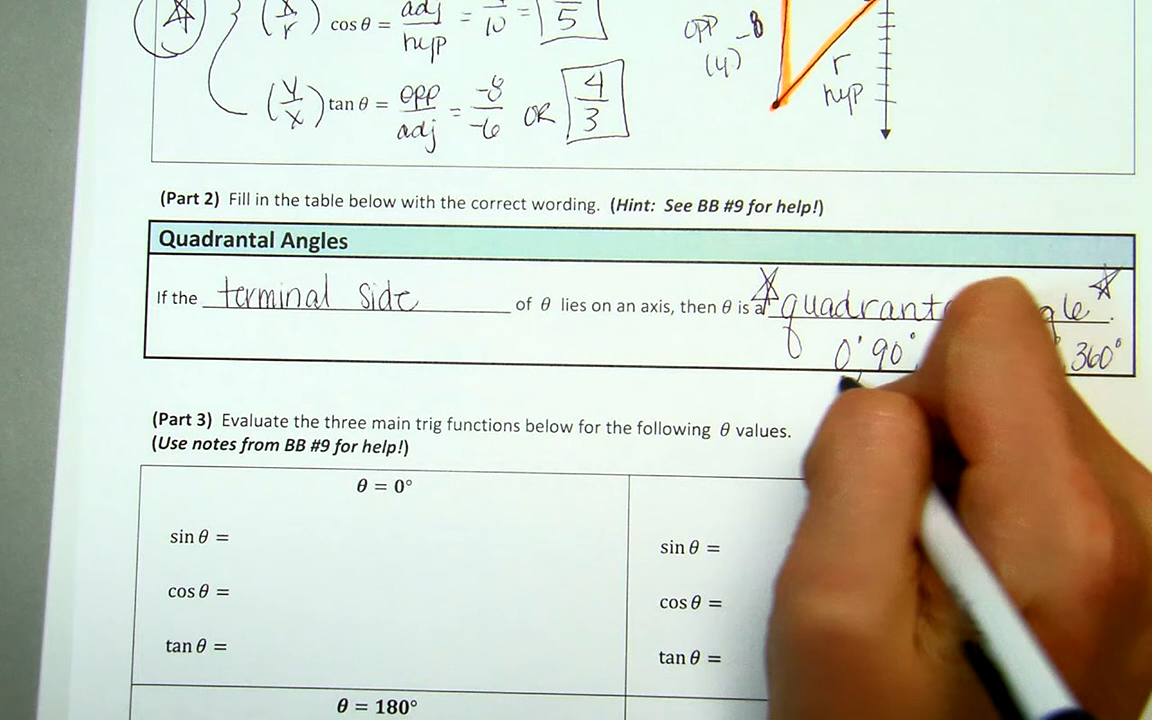 (x/r) cos θ = adj/hyp = /10 = 5
opp -8
(4)
r
hyp
(y/x) tan θ = opp/adj = -8/-6 OR 4/3
(Part 2) Fill in the table below with the correct wording. (Hint: See BB #9 for help!)
Quadrantal Angles
If the terminal side of θ lies on an axis, then θ is a
0° 90° 360°
(Part 3) Evaluate the three main trig functions below for the following θ values.
(Use notes from BB #9 for help!)
θ = 0°
sin θ =
cos θ =
tan θ =
sin θ =
cos θ =
tan θ =
θ = 180°